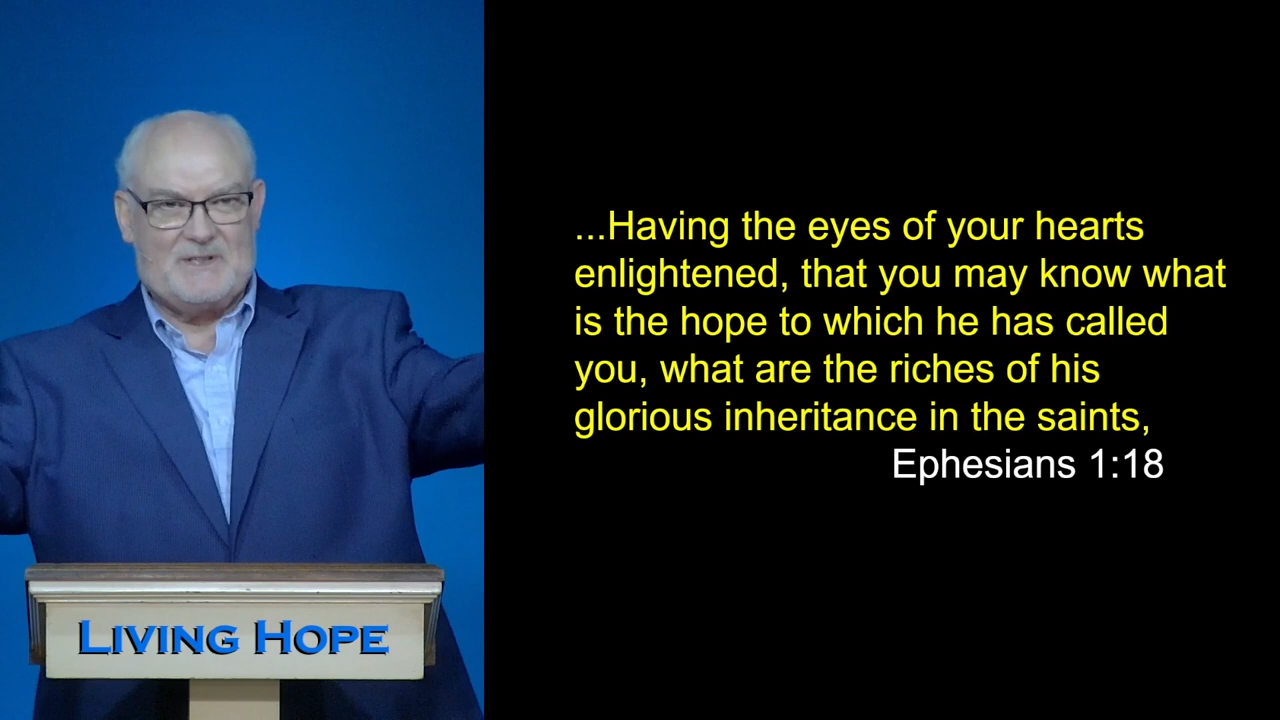 ...Having the eyes of your hearts
enlightened, that you may know what
is the hope to which he has called
you, what are the riches of his
glorious inheritance in the saints,
Ephesians 1:18
LIVING HOPE